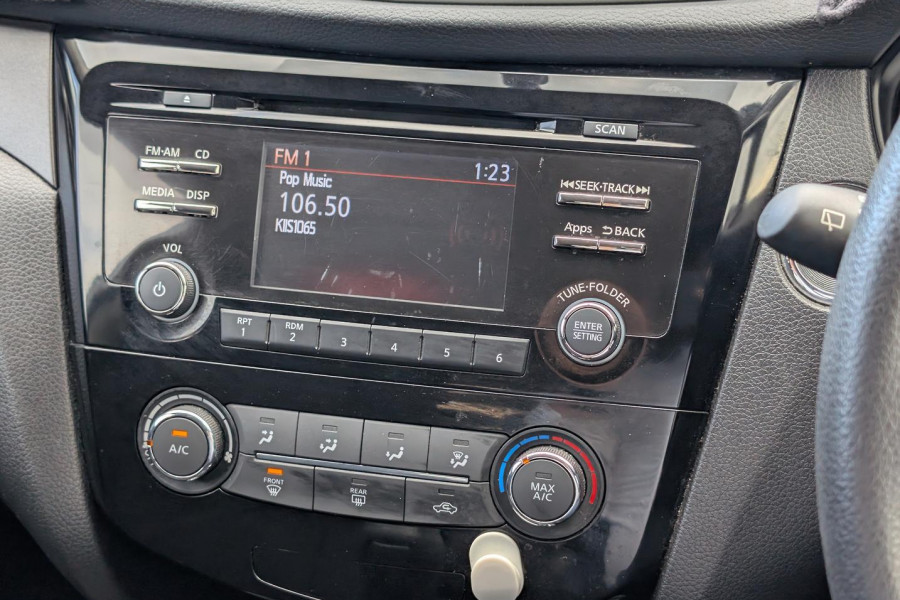 SCAN
FM·AM CD
MEDIA DISP
VOL
FM 1 1:23
Pop Music
106.50
KIIS1065
SEEK·TRACK
Apps BACK
TUNE·FOLDER
ENTER
SETTING
RPT
1
RDM
2
3
4
5
6
A/C
FRONT
REAR
MAX
A/C